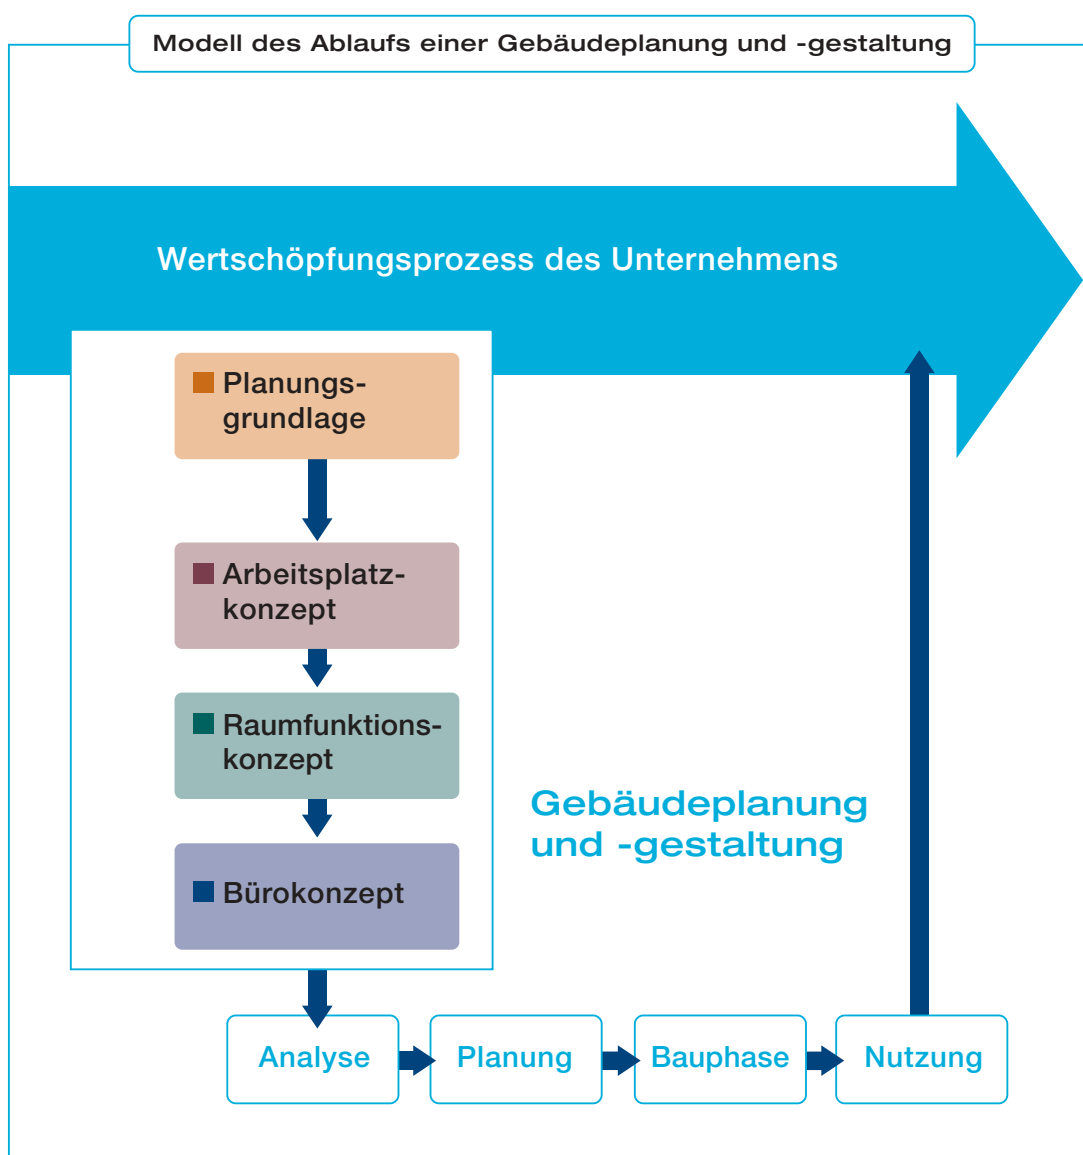 Modell des Ablaufs einer Gebäudeplanung und -gestaltung
Wertschöpfungsprozess des Unternehmens
Planungs-
grundlage
Arbeitsplatz-
konzept
Raumfunktions-
konzept
Bürokonzept
Gebäudeplanung
und -gestaltung
Analyse
Planung
Bauphase
Nutzung